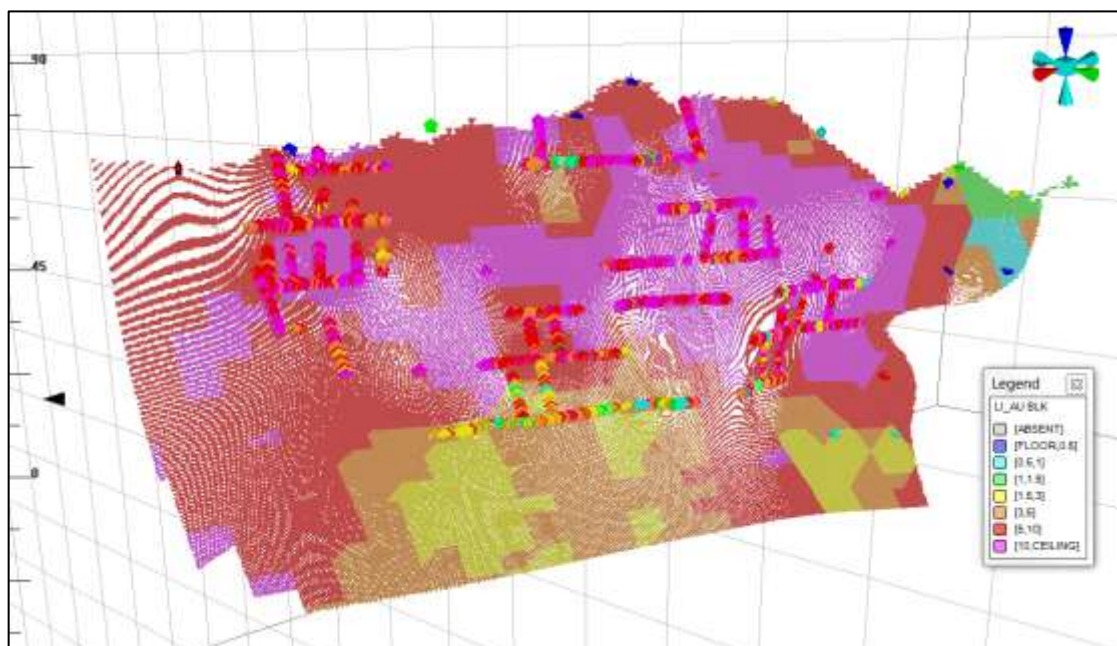 90
45
0
Legend
LI_AU BLK
[ABSENT]
[FLOOR,0.5]
[0.5,1]
[1,1.5]
[1.5,3]
[3,5]
[5,10]
[10,CEILING]